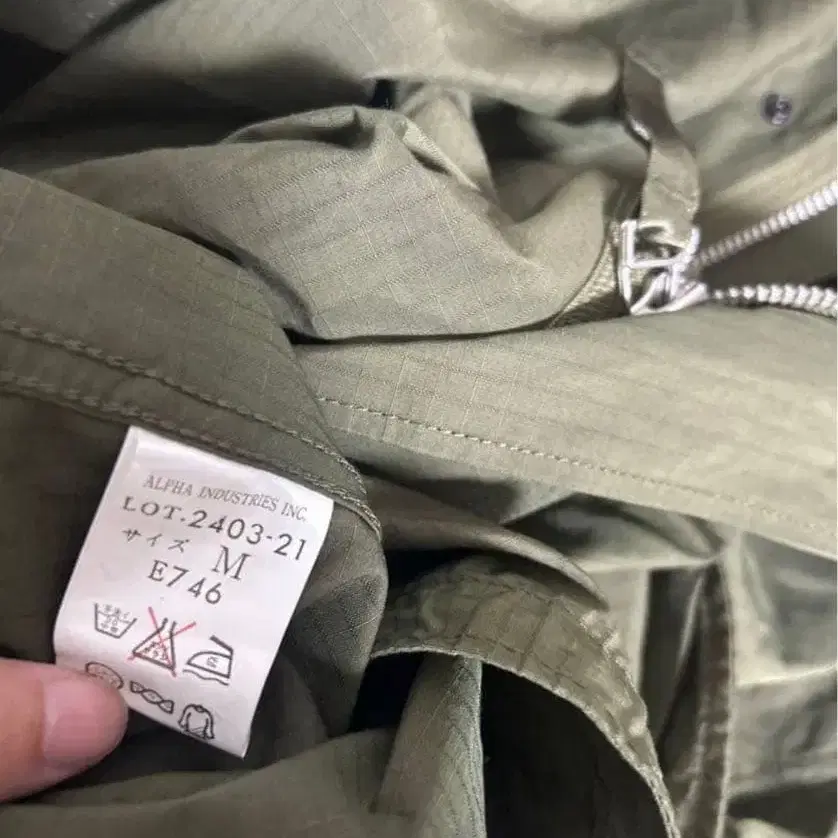 ALPHA INDUSTRIES INC.
LOT.2403-21
サイズ M
E746